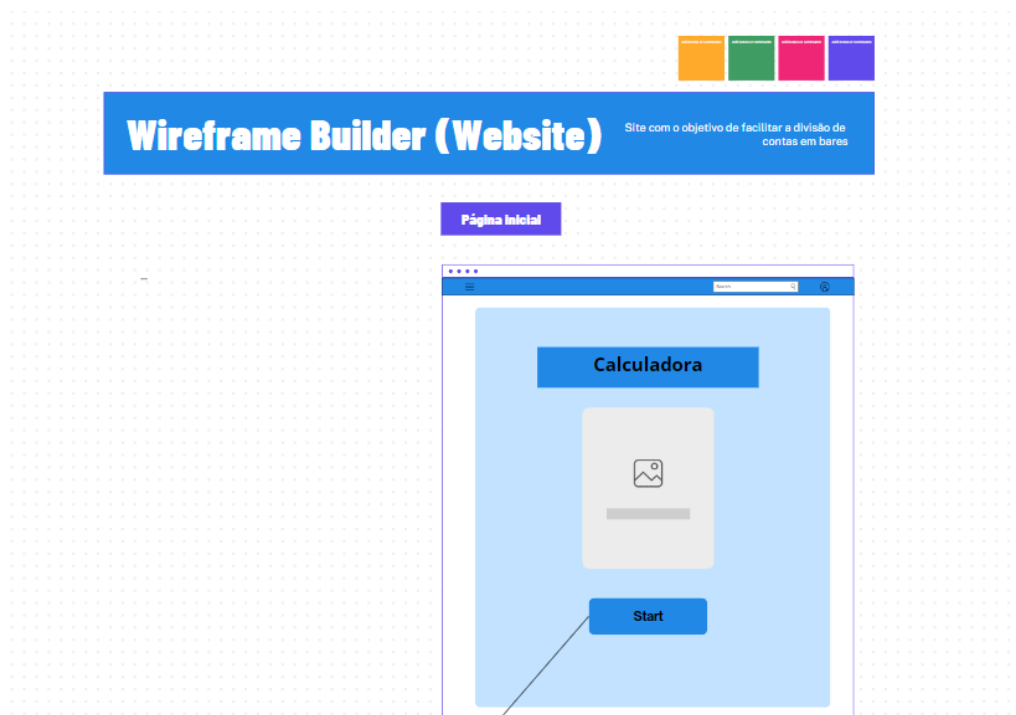 Wireframe Builder (Website)
Site com o objetivo de facilitar a divisão de
contas em bares
Página inicial
Search
Calculadora
Start